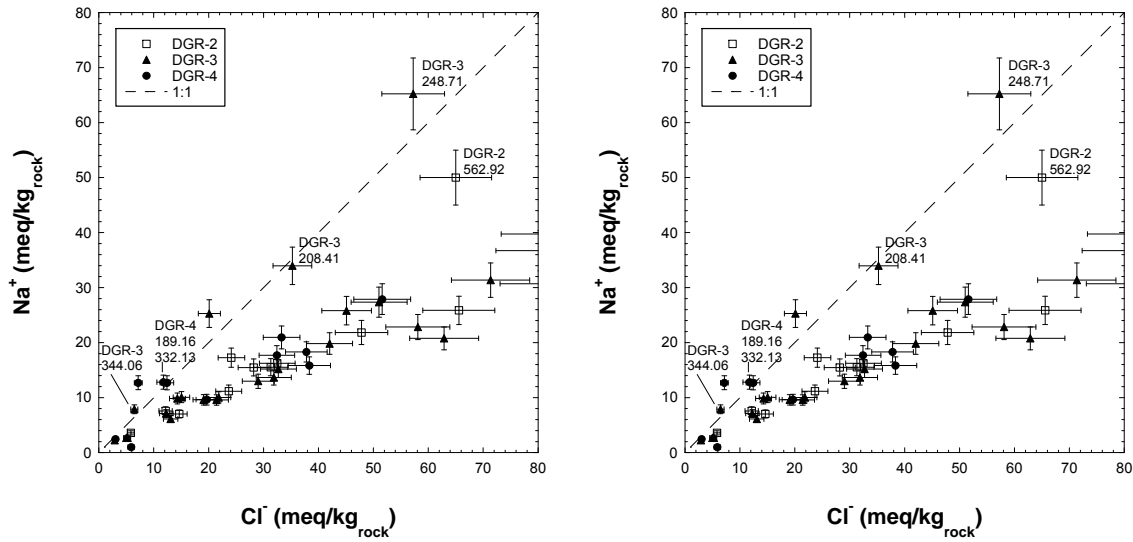 80
70
60
50
40
30
20
10
0
Na+ (meq/kgrock)
DGR-2
DGR-3
DGR-4
1:1
DGR-3
248.71
DGR-2
562.92
DGR-3
208.41
DGR-4
189.16
332.13
DGR-3
344.06
0 10 20 30 40 50 60 70 80
Cl- (meq/kgrock)
80
70
60
50
40
30
20
10
0
Na+ (meq/kgrock)
DGR-2
DGR-3
DGR-4
1:1
DGR-3
248.71
DGR-2
562.92
DGR-3
208.41
DGR-4
189.16
332.13
DGR-3
344.06
0 10 20 30 40 50 60 70 80
Cl- (meq/kgrock)